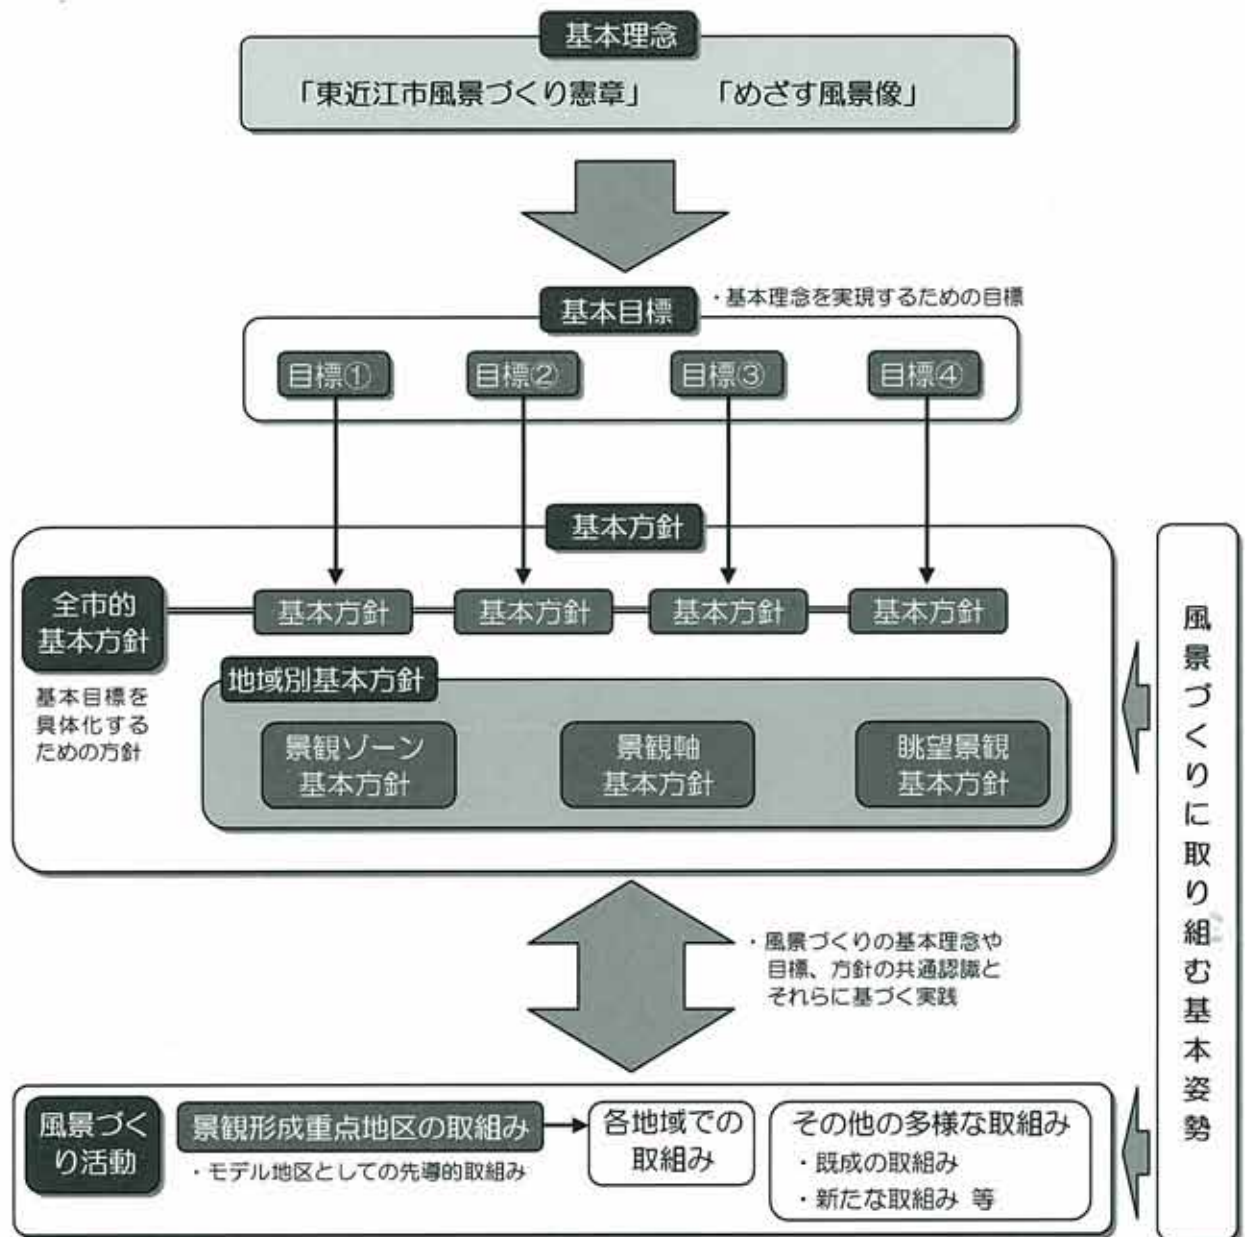 基本理念
「東近江市風景づくり憲章」 「めざす風景像」
基本目標
・基本理念を実現するための目標
目標① 目標② 目標③ 目標④
基本方針
全市的
基本方針
基本方針 基本方針 基本方針 基本方針
基本目標を
具体化する
ための方針
地域別基本方針
景観ゾーン
基本方針
景観軸
基本方針
眺望景観
基本方針
・風景づくりの基本理念や
目標、方針の共通認識と
それらに基づく実践
風景づく
り活動
景観形成重点地区の取組み
・モデル地区としての先導的取組み
各地域での
取組み
その他の多様な取組み
・既成の取組み
・新たな取組み 等
風景づくりに取り組む基本姿勢